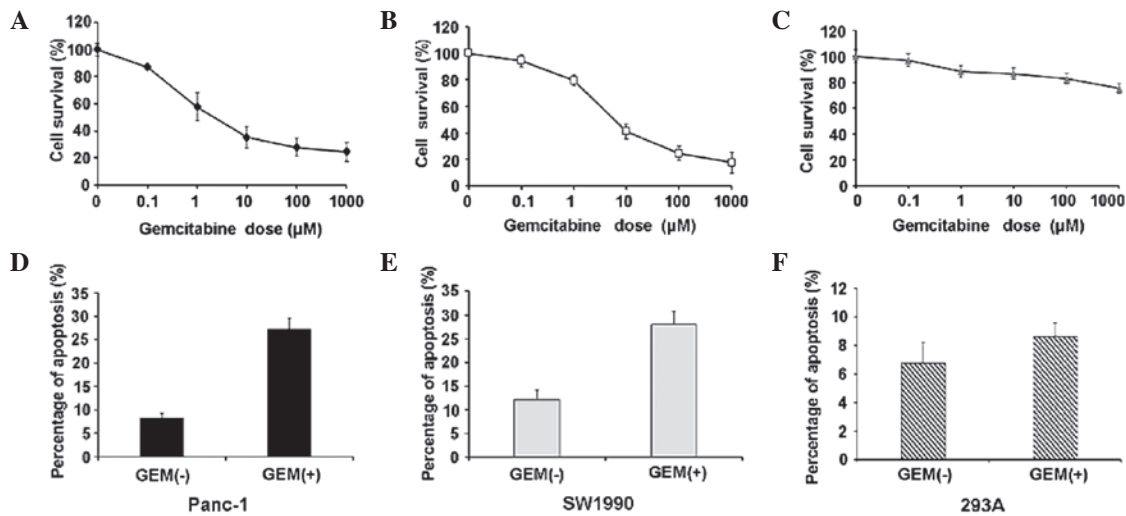 A
Cell survival (%)
120
100
80
60
40
20
0
0 0.1 1 10 100 1000
Gemcitabine dose (µM)
B
Cell survival (%)
120
100
80
60
40
20
0
0 0.1 1 10 100 1000
Gemcitabine dose (µM)
C
Cell survival (%)
120
100
80
60
40
20
0
0 0.1 1 10 100 1000
Gemcitabine dose (µM)
D
Percentage of apoptosis (%)
35
30
25
20
15
10
5
0
GEM(-) GEM(+)
Panc-1
E
Percentage of apoptosis (%)
35
30
25
20
15
10
5
0
GEM(-) GEM(+)
SW1990
F
Percentage of apoptosis (%)
12
10
8
6
4
2
0
GEM(-) GEM(+)
293A